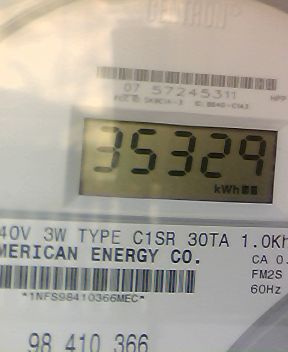 CENTRON®
07 57245311
35329
kWh
40V 3W TYPE C1SR 30TA 1.0Kh
MERICAN ENERGY CO.
CA 0.
FM2S
60Hz
*1NFS98410366MEC*
98 410 366